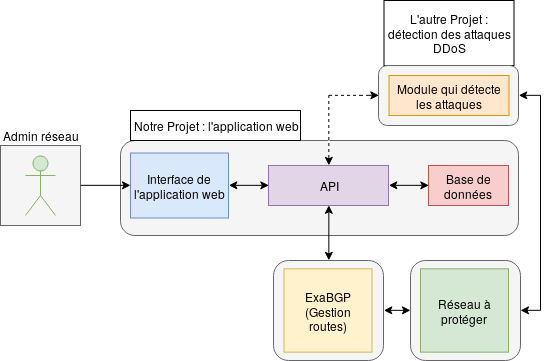 L'autre Projet :
détection des attaques
DDoS
Module qui détecte
les attaques
Notre Projet : l'application web
Admin réseau
Interface de
l'application web
API
Base de
données
ExaBGP
(Gestion
routes)
Réseau à
protéger